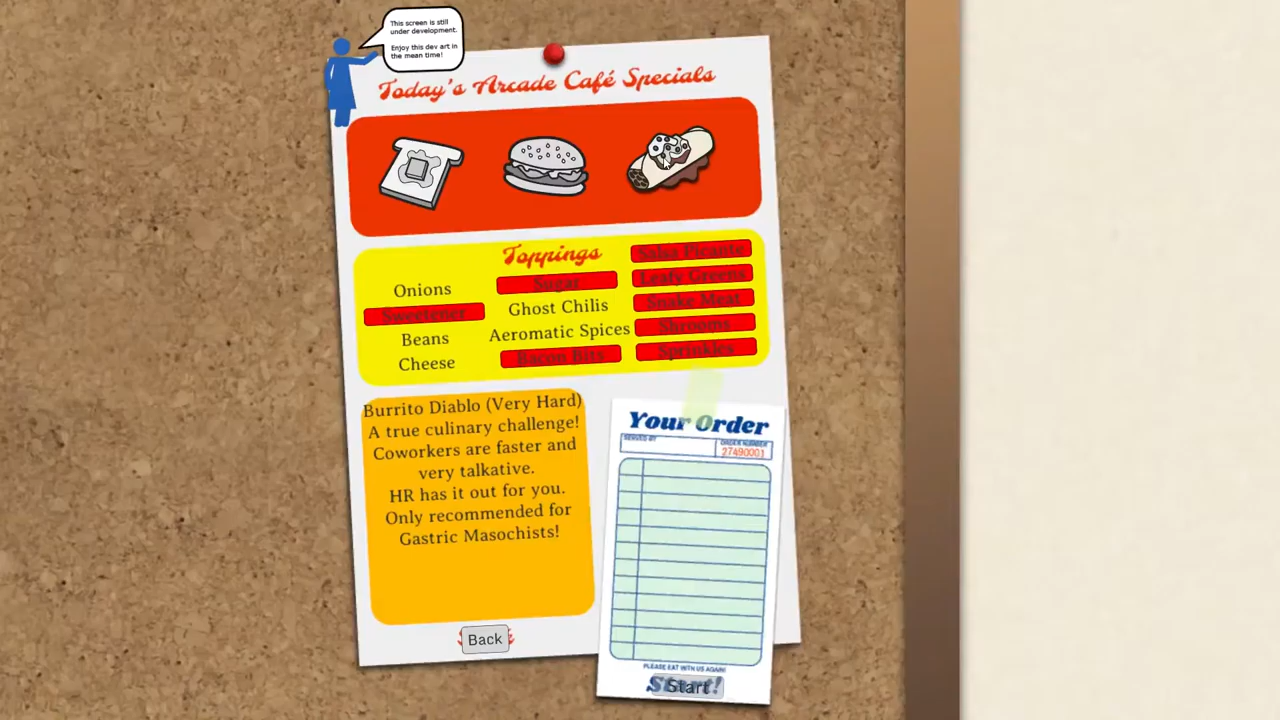 This screen is still
under development.
Enjoy this dev art in
the mean time!
Today's Arcade Café Specials
Toppings
Onions
Sweetener
Beans
Cheese
Sugar
Ghost Chilis
Aeromatic Spices
Bacon Bits
Salsa Picante
Leafy Greens
Snake Meat
Shrooms
Sprinkles
Burrito Diablo (Very Hard)
A true culinary challenge!
Coworkers are faster and
very talkative.
HR has it out for you.
Only recommended for
Gastric Masochists!
Back
Your Order
SERVED BY
ORDER NUMBER
27490001
PLEASE EAT WITH US AGAIN!
Start!
Start